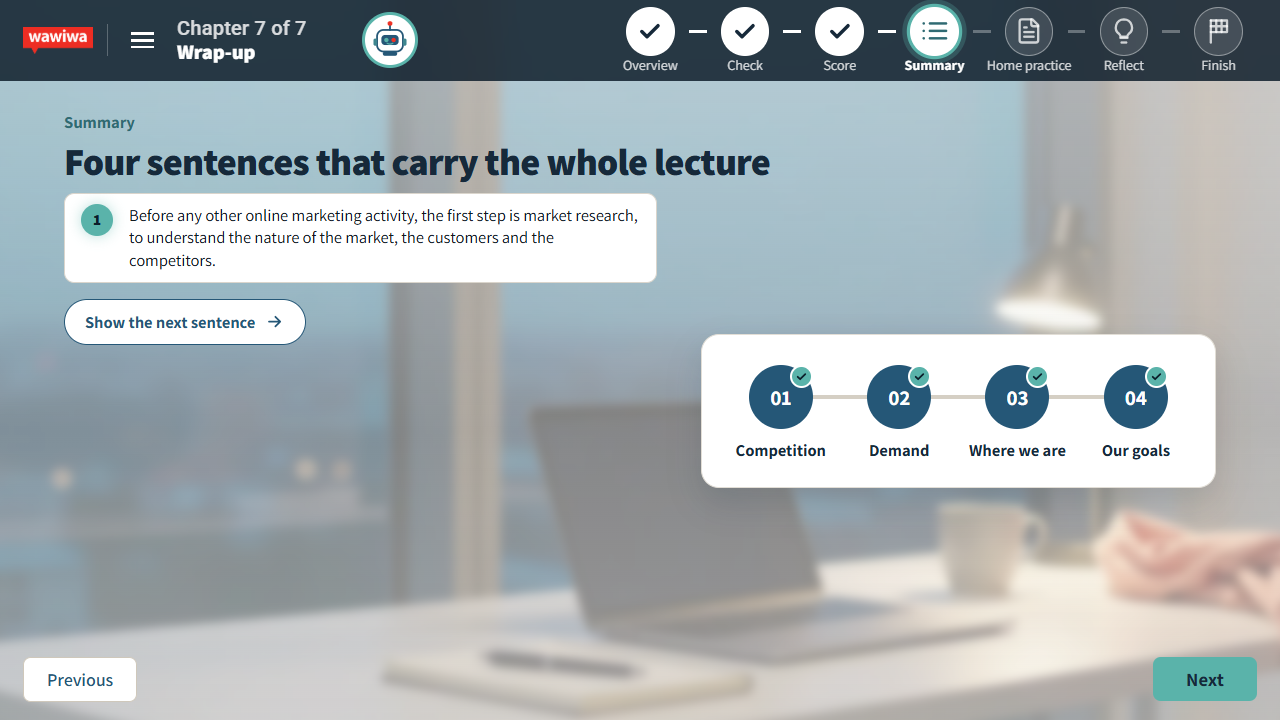 wawiwa
Chapter 7 of 7
Wrap-up
Overview
Check
Score
Summary
Home practice
Reflect
Finish
Summary
Four sentences that carry the whole lecture
1
Before any other online marketing activity, the first step is market research,
to understand the nature of the market, the customers and the
competitors.
Show the next sentence
01
02
03
04
Competition
Demand
Where we are
Our goals
Previous
Next